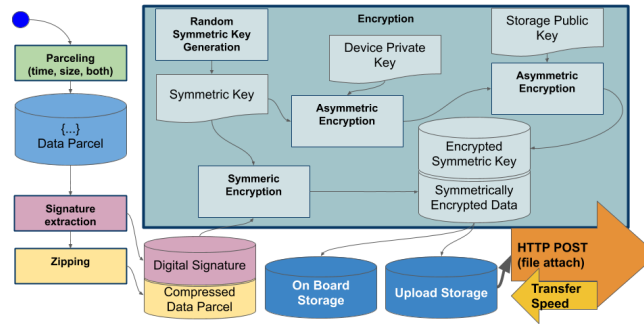 Parceling
(time, size, both)
{...}
Data Parcel
Signature
extraction
Zipping
Digital Signature
Compressed
Data Parcel
Encryption
Random
Symmetric Key
Generation
Symmetric Key
Device Private
Key
Storage Public
Key
Asymmetric
Encryption
Asymmetric
Encryption
Symmeric
Encryption
Encrypted
Symmetric Key
Symmetrically
Encrypted Data
On Board
Storage
Upload Storage
HTTP POST
(file attach)
Transfer
Speed